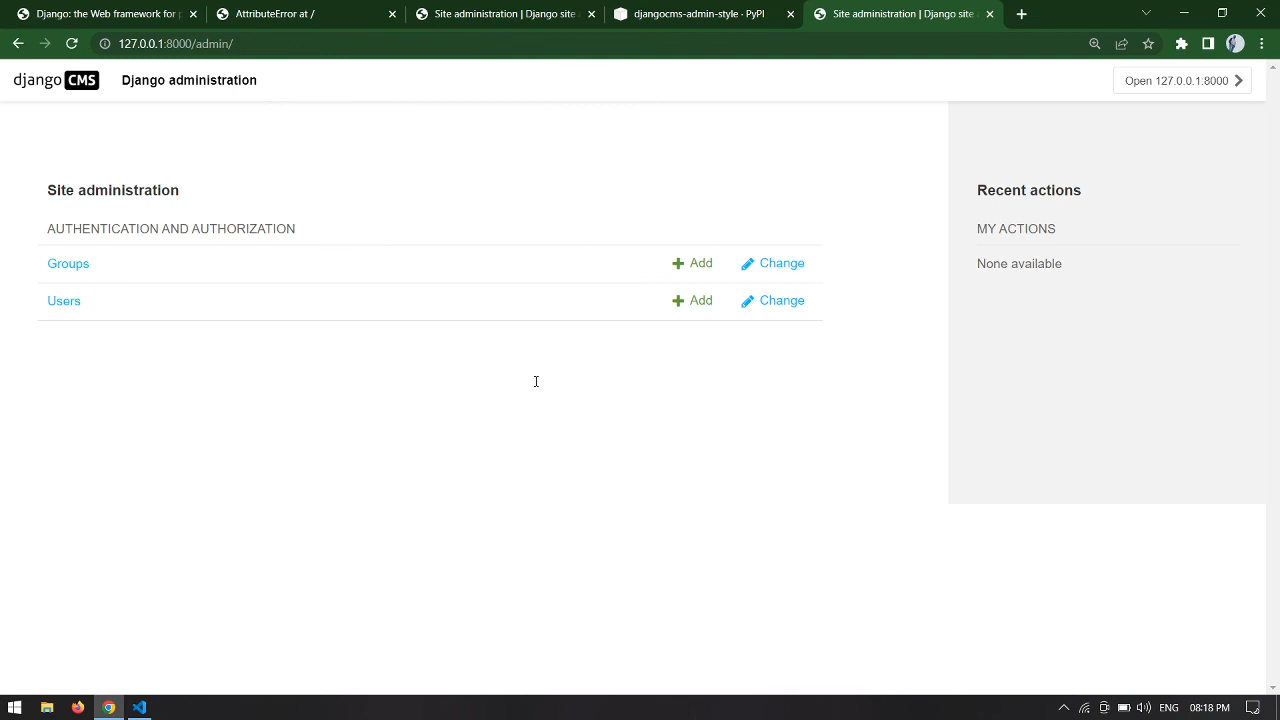 Django: the Web framework for p
AttributeError at /
Site administration | Django site
djangocms-admin-style · PyPI
Site administration | Django site
127.0.0.1:8000/admin/
django CMS
Django administration
Open 127.0.0.1:8000
Site administration
AUTHENTICATION AND AUTHORIZATION
Groups
Add
Change
Users
Add
Change
Recent actions
MY ACTIONS
None available
ENG
08:18 PM